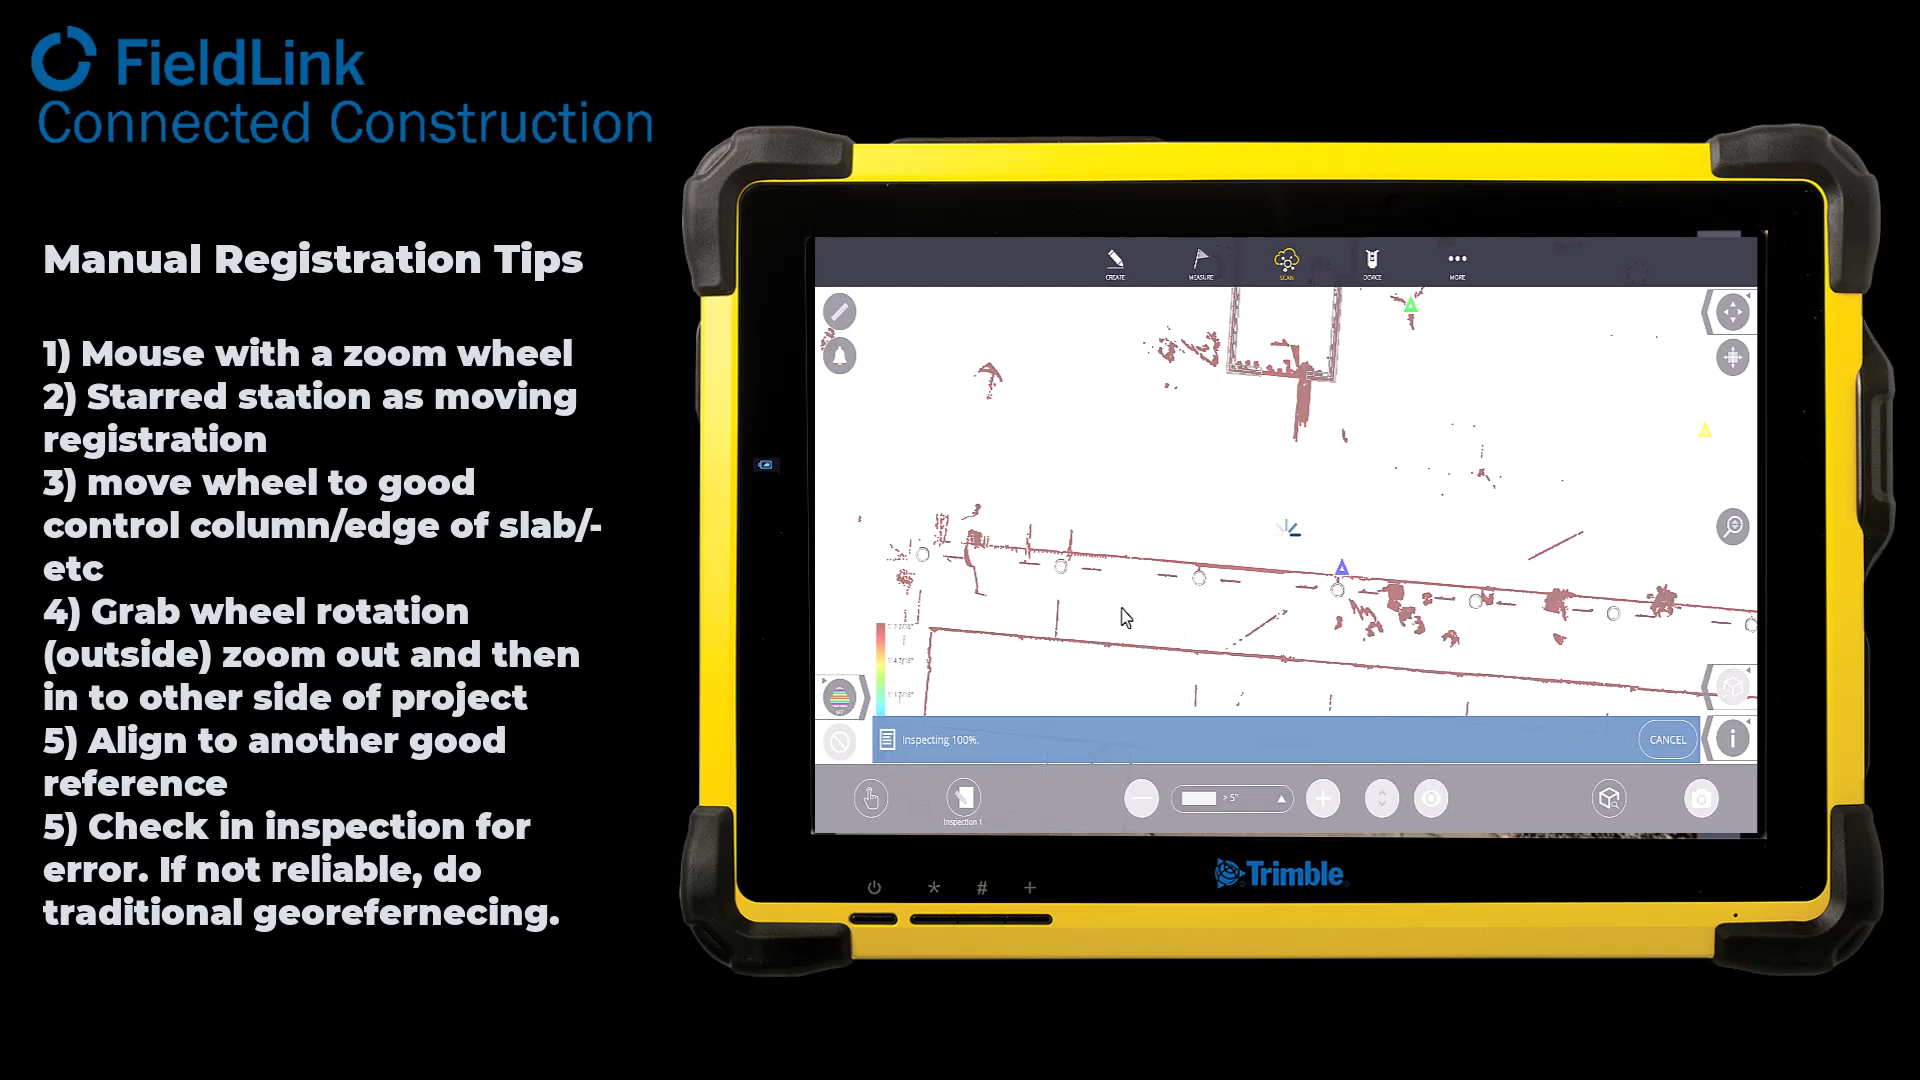 FieldLink
Connected Construction
Manual Registration Tips
1) Mouse with a zoom wheel
2) Starred station as moving
registration
3) move wheel to good
control column/edge of slab/-
etc
4) Grab wheel rotation
(outside) zoom out and then
in to other side of project
5) Align to another good
reference
5) Check in inspection for
error. If not reliable, do
traditional georefernecing.
CREATE
MEASURE
SCAN
DEVICE
MORE
Inspecting 100%.
CANCEL
Inspection 1
> 5"
Trimble
* # +